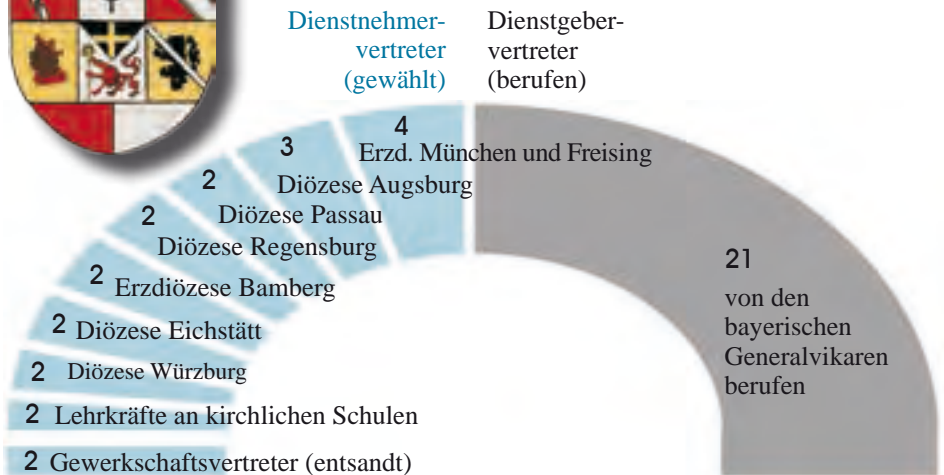 Dienstnehmer-
vertreter
(gewählt)
Dienstgeber-
vertreter
(berufen)
4
Erzd. München und Freising
3
Diözese Augsburg
2
Diözese Passau
2
Diözese Regensburg
2 Erzdiözese Bamberg
2 Diözese Eichstätt
2 Diözese Würzburg
2 Lehrkräfte an kirchlichen Schulen
2 Gewerkschaftsvertreter (entsandt)
21
von den
bayerischen
Generalvikaren
berufen